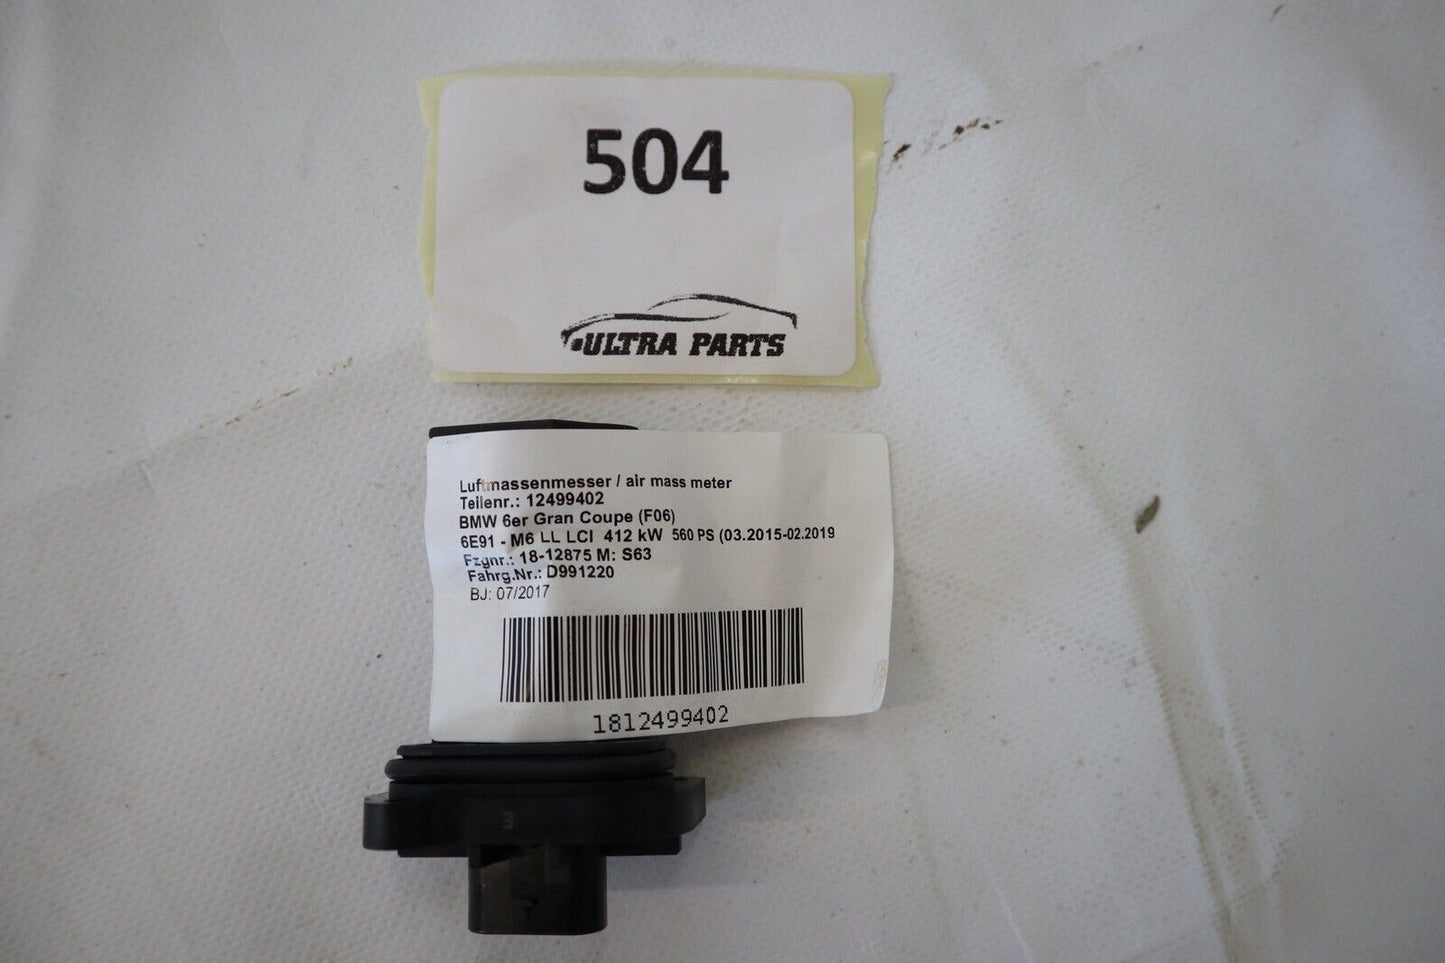 504
ULTRA PARTS
Luftmassenmesser / air mass meter
Teilenr.: 12499402
BMW 6er Gran Coupe (F06)
6E91 - M6 LL LCI 412 kW 560 PS (03.2015-02.2019
Fzgnr.: 18-12875 M: S63
Fahrg.Nr.: D991220
BJ: 07/2017
1812499402
3